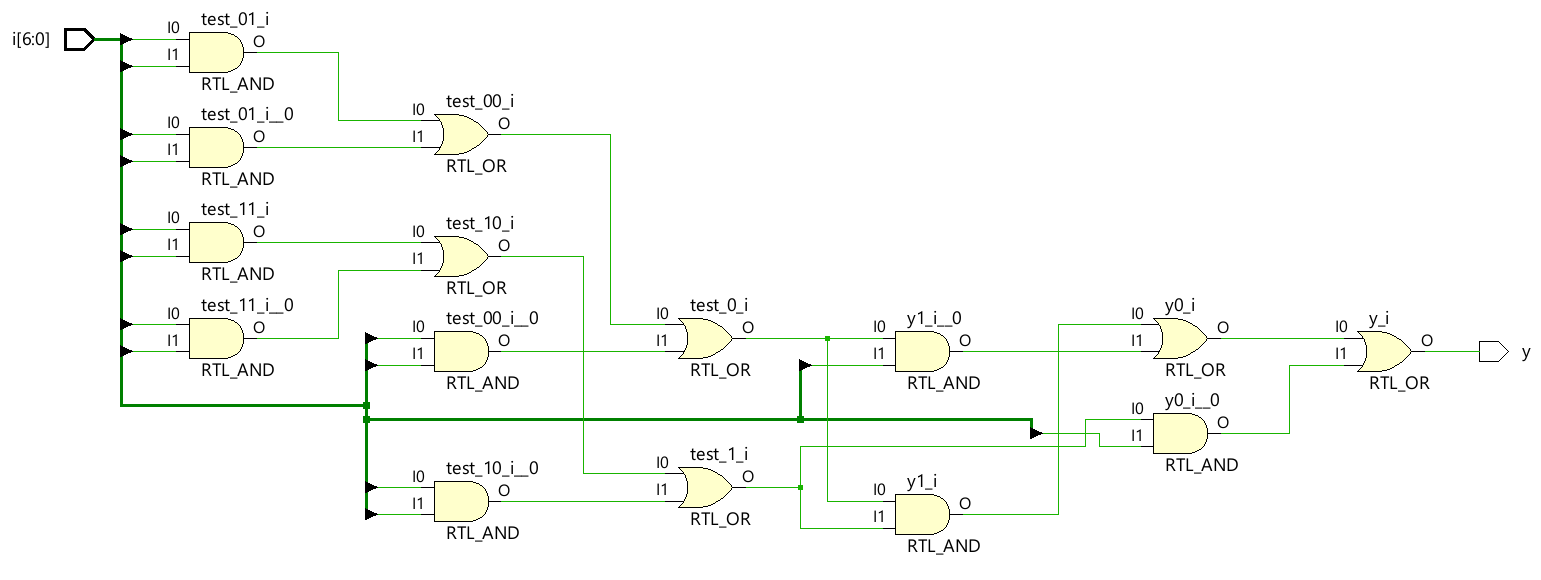 i[6:0]
test_01_i
I0
I1
O
RTL_AND
test_01_i__0
I0
I1
O
RTL_AND
test_11_i
I0
I1
O
RTL_AND
test_11_i__0
I0
I1
O
RTL_AND
test_00_i
I0
I1
O
RTL_OR
test_10_i
I0
I1
O
RTL_OR
test_00_i__0
I0
I1
O
RTL_AND
test_10_i__0
I0
I1
O
RTL_AND
test_0_i
I0
I1
O
RTL_OR
test_1_i
I0
I1
O
RTL_OR
y1_i__0
I0
I1
O
RTL_AND
y1_i
I0
I1
O
RTL_AND
y0_i
I0
I1
O
RTL_OR
y0_i__0
I0
I1
O
RTL_AND
y_i
I0
I1
O
RTL_OR
y